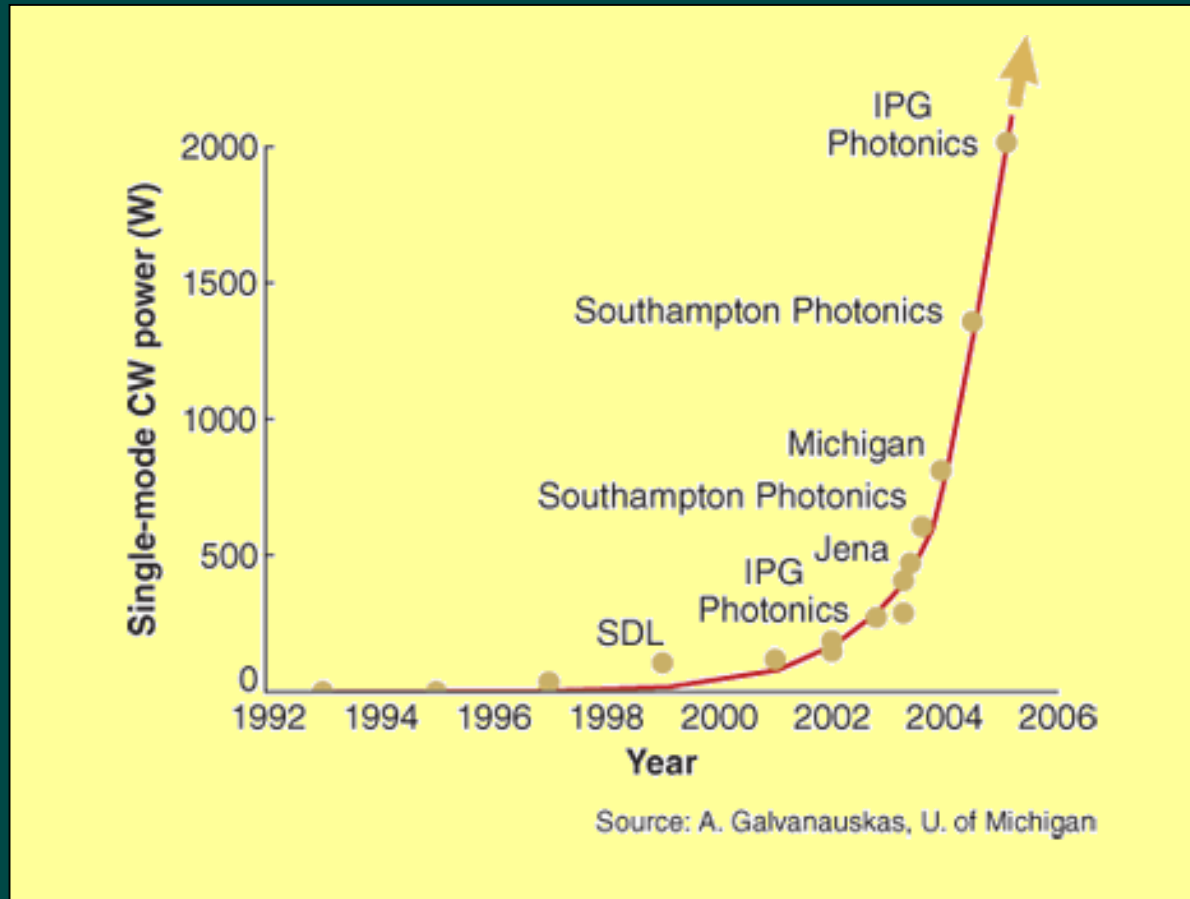 IPG
Photonics
2000
Southampton Photonics
1500
Michigan
1000
Southampton Photonics
Jena
500
IPG
Photonics
SDL
0
Single-mode CW power (W)
1992 1994 1996 1998 2000 2002 2004 2006
Year
Source: A. Galvanauskas, U. of Michigan